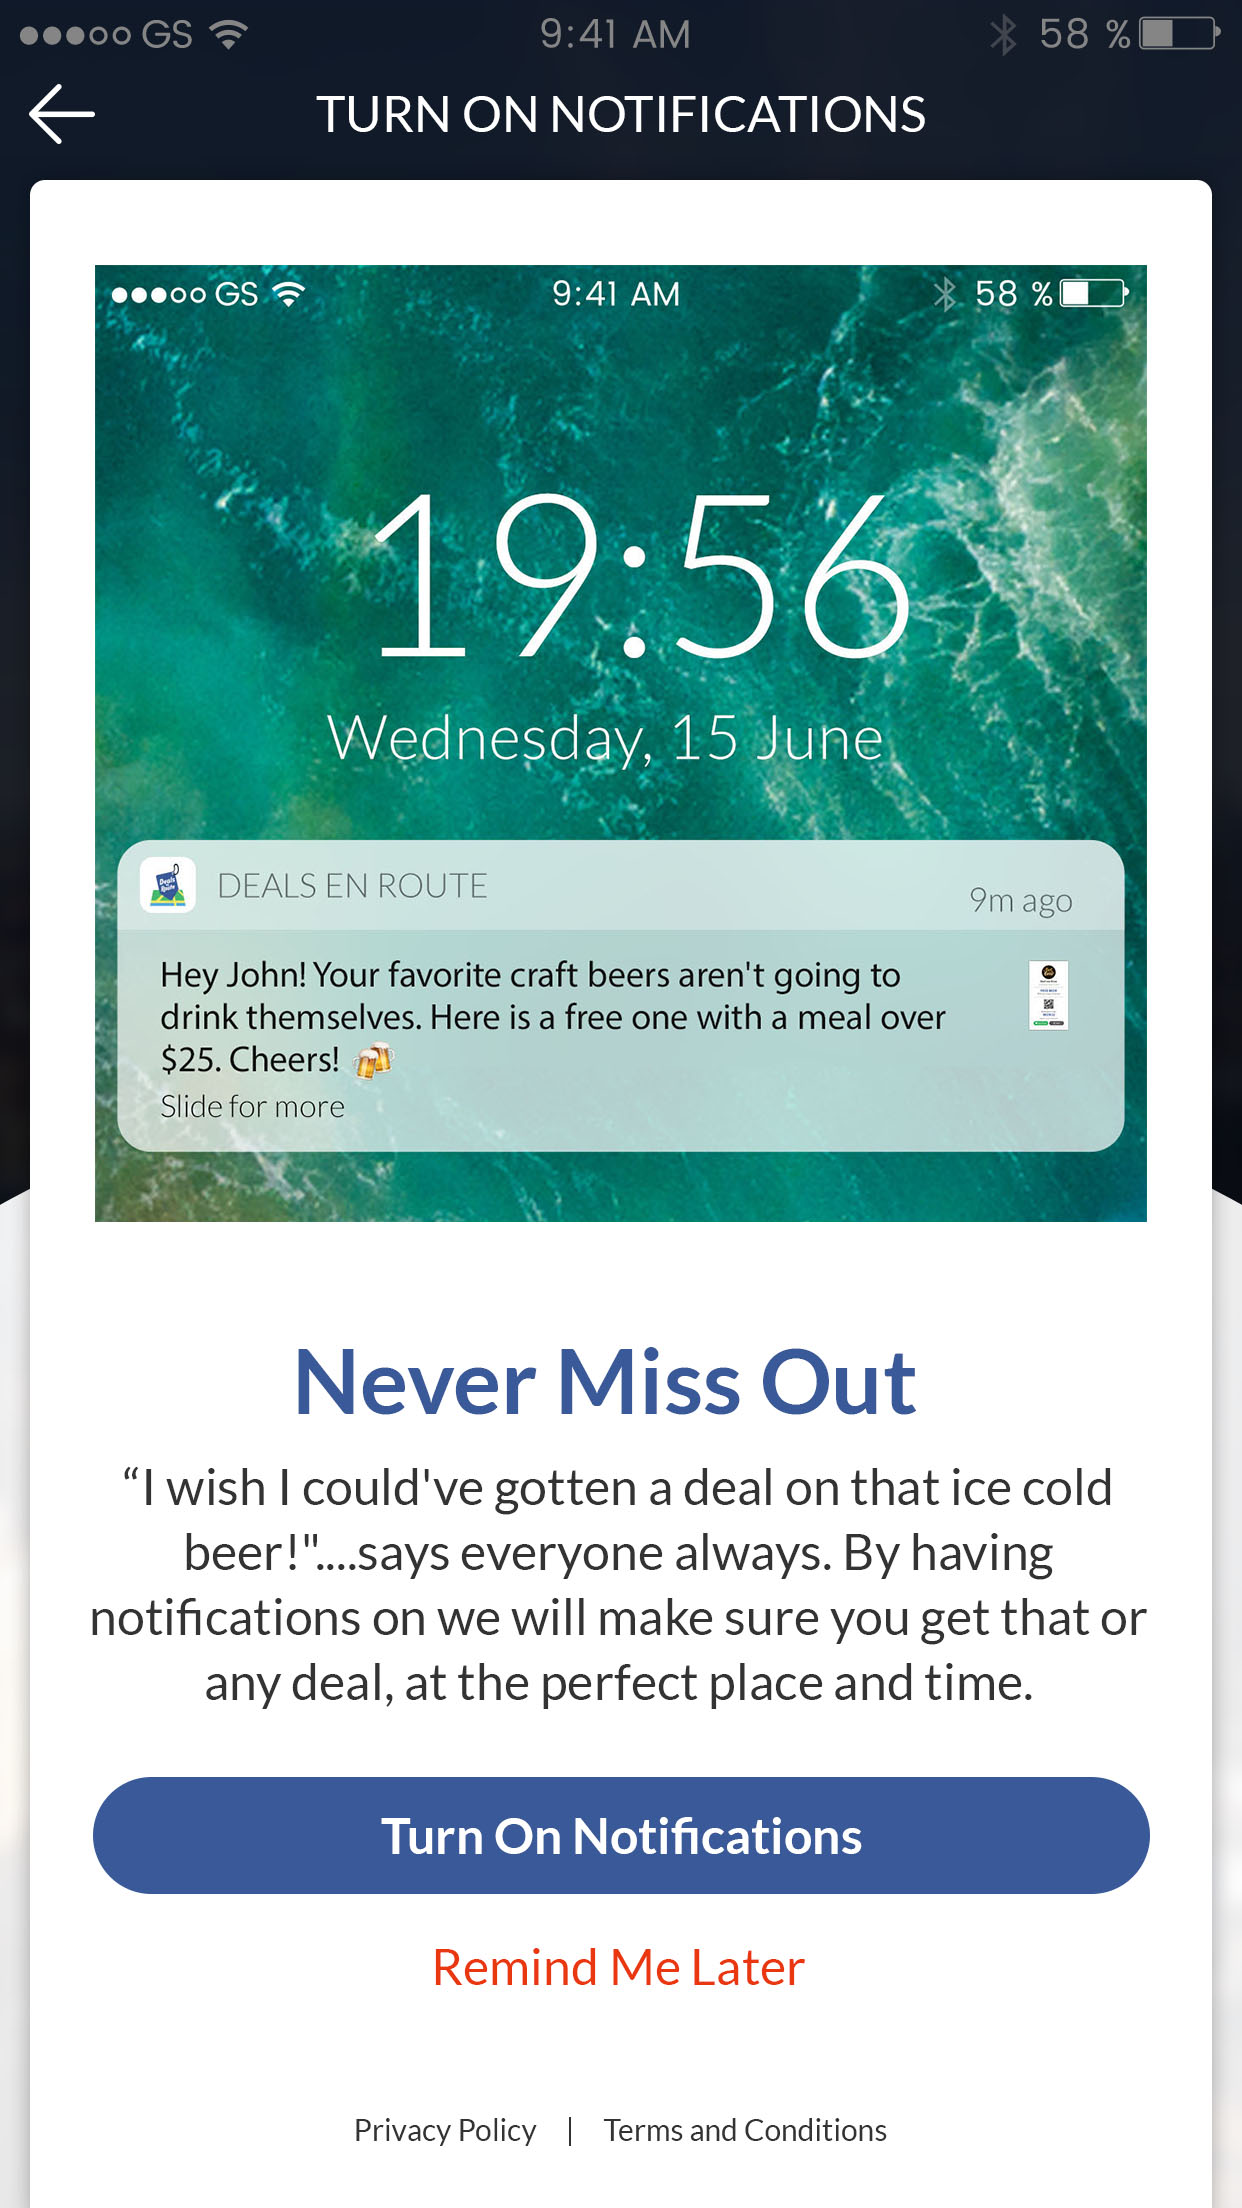 GS 9:41 AM 58 %
TURN ON NOTIFICATIONS
GS 9:41 AM 58 %
19:56
Wednesday, 15 June
Deals
Route
DEALS EN ROUTE
9m ago
Hey John! Your favorite craft beers aren't going to
drink themselves. Here is a free one with a meal over
$25. Cheers! 🍻
Slide for more
Never Miss Out
“I wish I could've gotten a deal on that ice cold
beer!"....says everyone always. By having
notifications on we will make sure you get that or
any deal, at the perfect place and time.
Turn On Notifications
Remind Me Later
Privacy Policy | Terms and Conditions